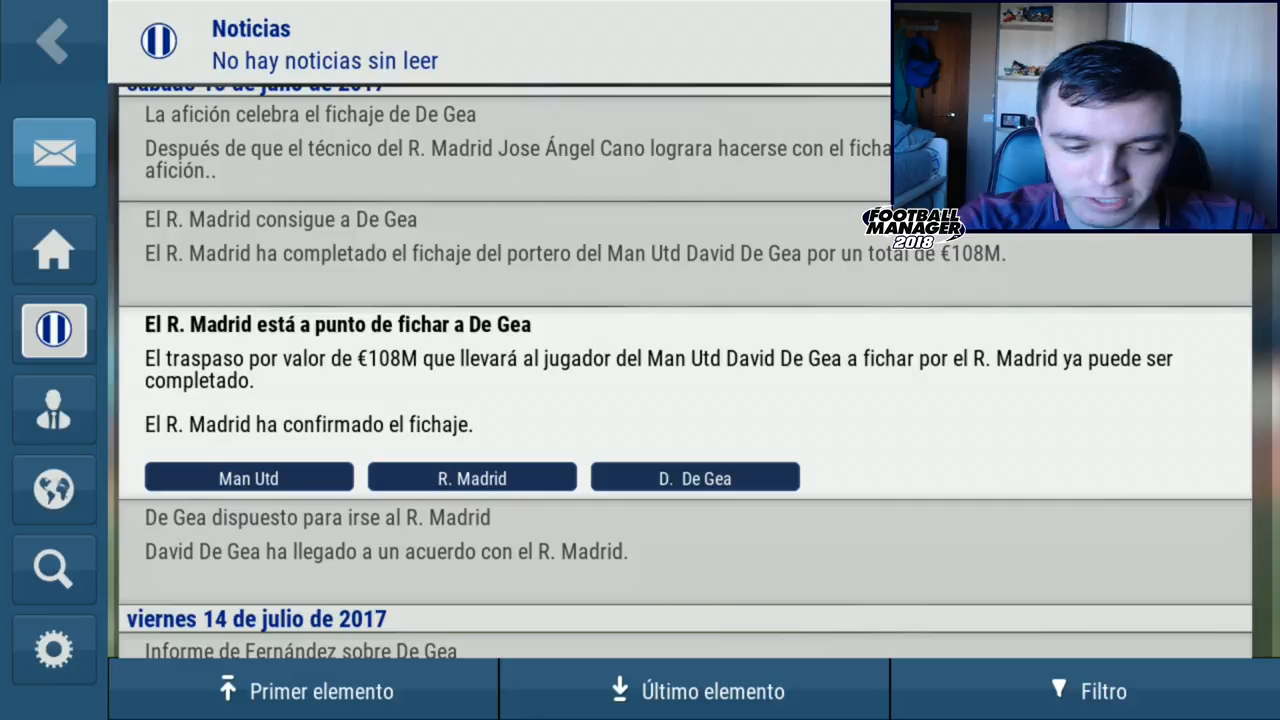 Noticias
No hay noticias sin leer
La afición celebra el fichaje de De Gea
Después de que el técnico del R. Madrid Jose Ángel Cano lograra hacerse con el ficha
afición..
El R. Madrid consigue a De Gea
El R. Madrid ha completado el fichaje del portero del Man Utd David De Gea por un total de €108M.
FOOTBALL
MANAGER
2018
El R. Madrid está a punto de fichar a De Gea
El traspaso por valor de €108M que llevará al jugador del Man Utd David De Gea a fichar por el R. Madrid ya puede ser
completado.
El R. Madrid ha confirmado el fichaje.
Man Utd
R. Madrid
D. De Gea
De Gea dispuesto para irse al R. Madrid
David De Gea ha llegado a un acuerdo con el R. Madrid.
viernes 14 de julio de 2017
Informe de Fernández sobre De Gea
Primer elemento
Último elemento
Filtro